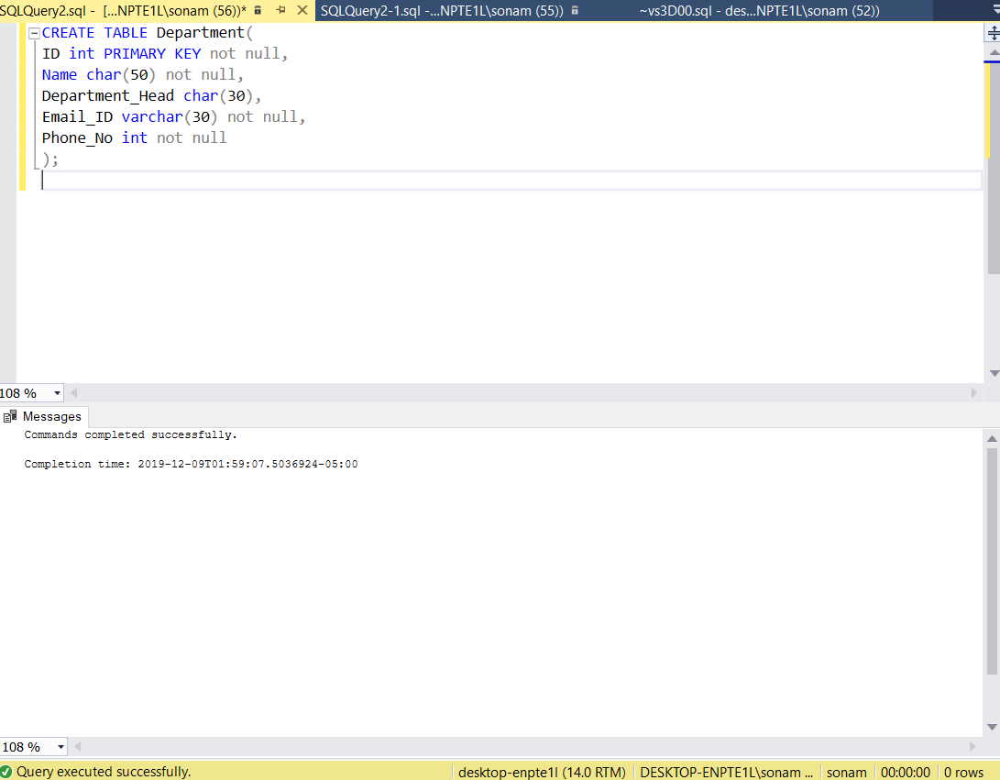 SQLQuery2.sql - [...NPTE1L\sonam (56))* SQLQuery2-1.sql -...NPTE1L\sonam (55)) ~vs3D00.sql - des...NPTE1L\sonam (52))
CREATE TABLE Department(
ID int PRIMARY KEY not null,
Name char(50) not null,
Department_Head char(30),
Email_ID varchar(30) not null,
Phone_No int not null
);
108 %
Messages
Commands completed successfully.
Completion time: 2019-12-09T01:59:07.5036924-05:00
108 %
Query executed successfully. desktop-enpte1l (14.0 RTM) DESKTOP-ENPTE1L\sonam ... sonam 00:00:00 0 rows